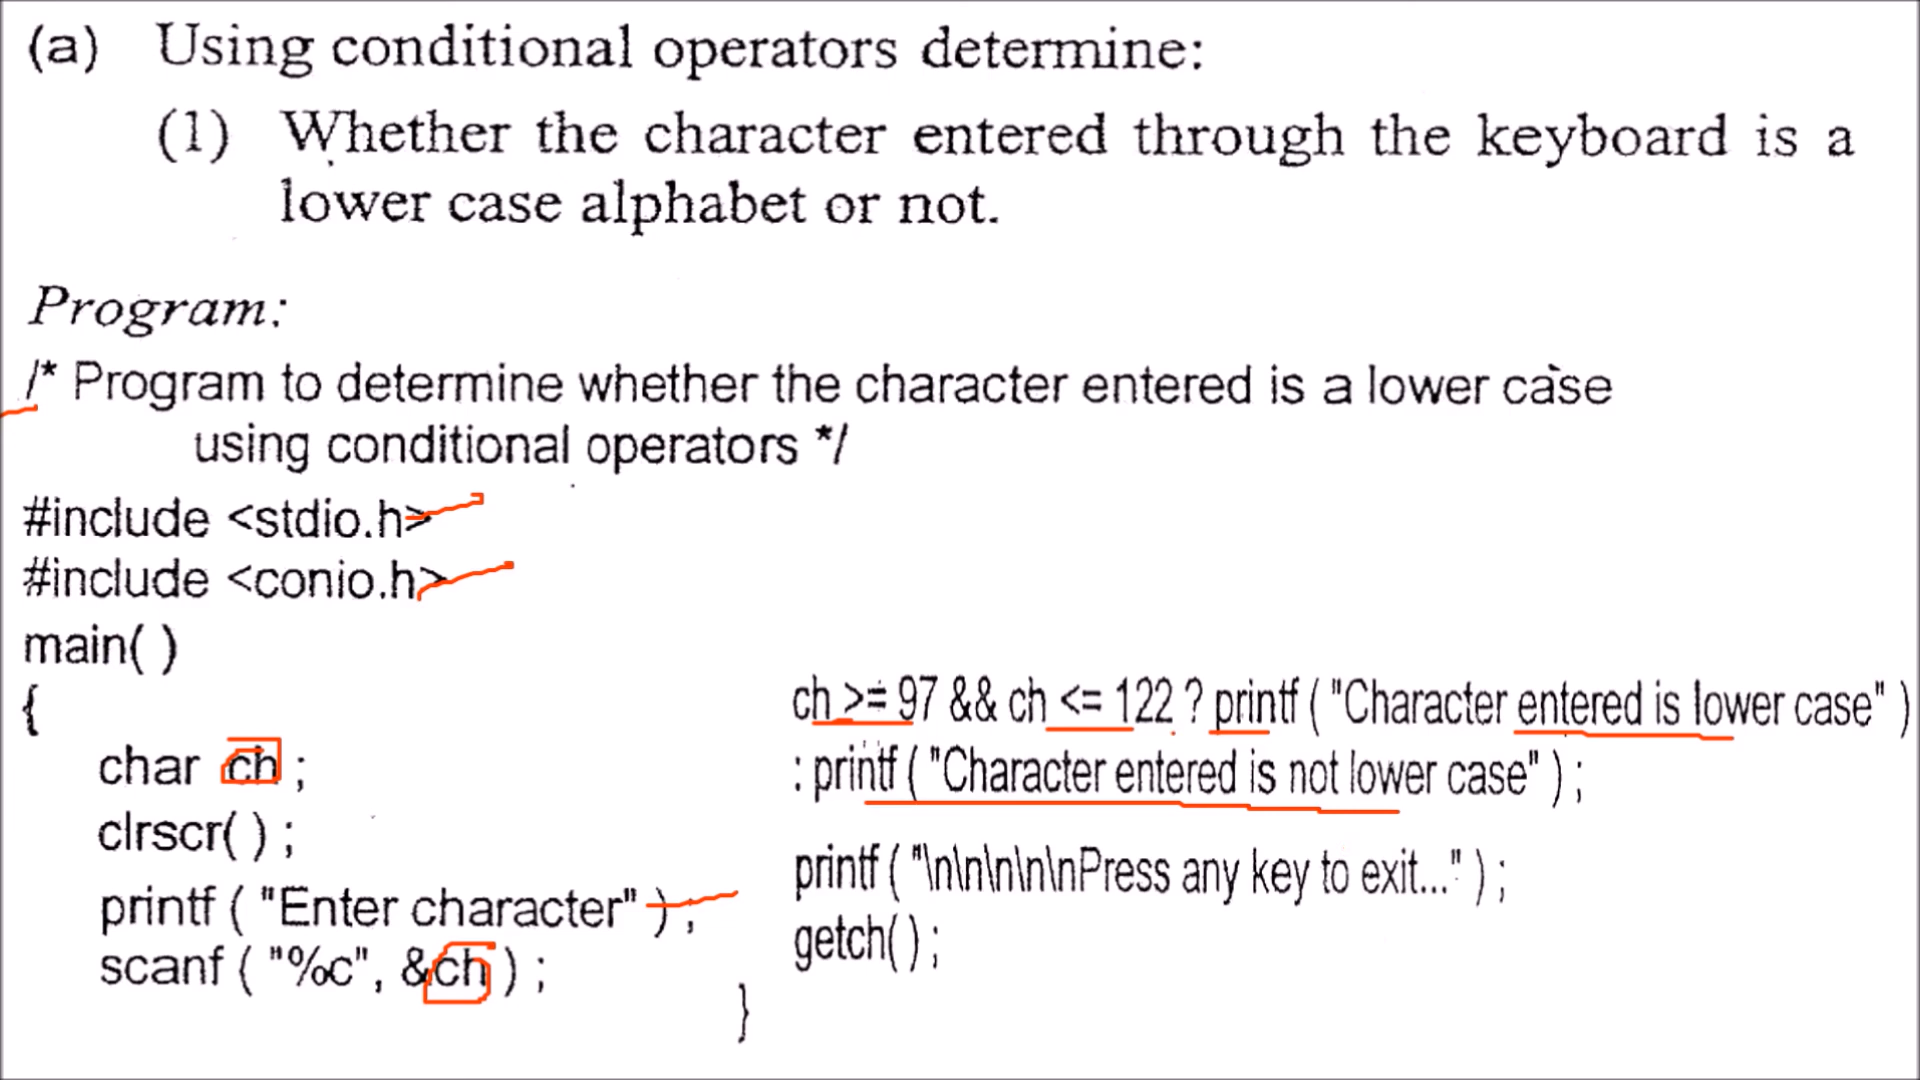 (a) Using conditional operators determine:
(1) Whether the character entered through the keyboard is a
lower case alphabet or not.
Program:
/* Program to determine whether the character entered is a lower case
using conditional operators */
#include <stdio.h>
#include <conio.h>
main( )
{
char ch ;
clrscr( ) ;
printf ( "Enter character" ) ;
scanf ( "%c", &ch ) ;
ch >= 97 && ch <= 122 ? printf ( "Character entered is lower case" )
: printf ( "Character entered is not lower case" ) ;
printf ( "\n\n\n\n\nPress any key to exit..." ) ;
getch( ) ;
}